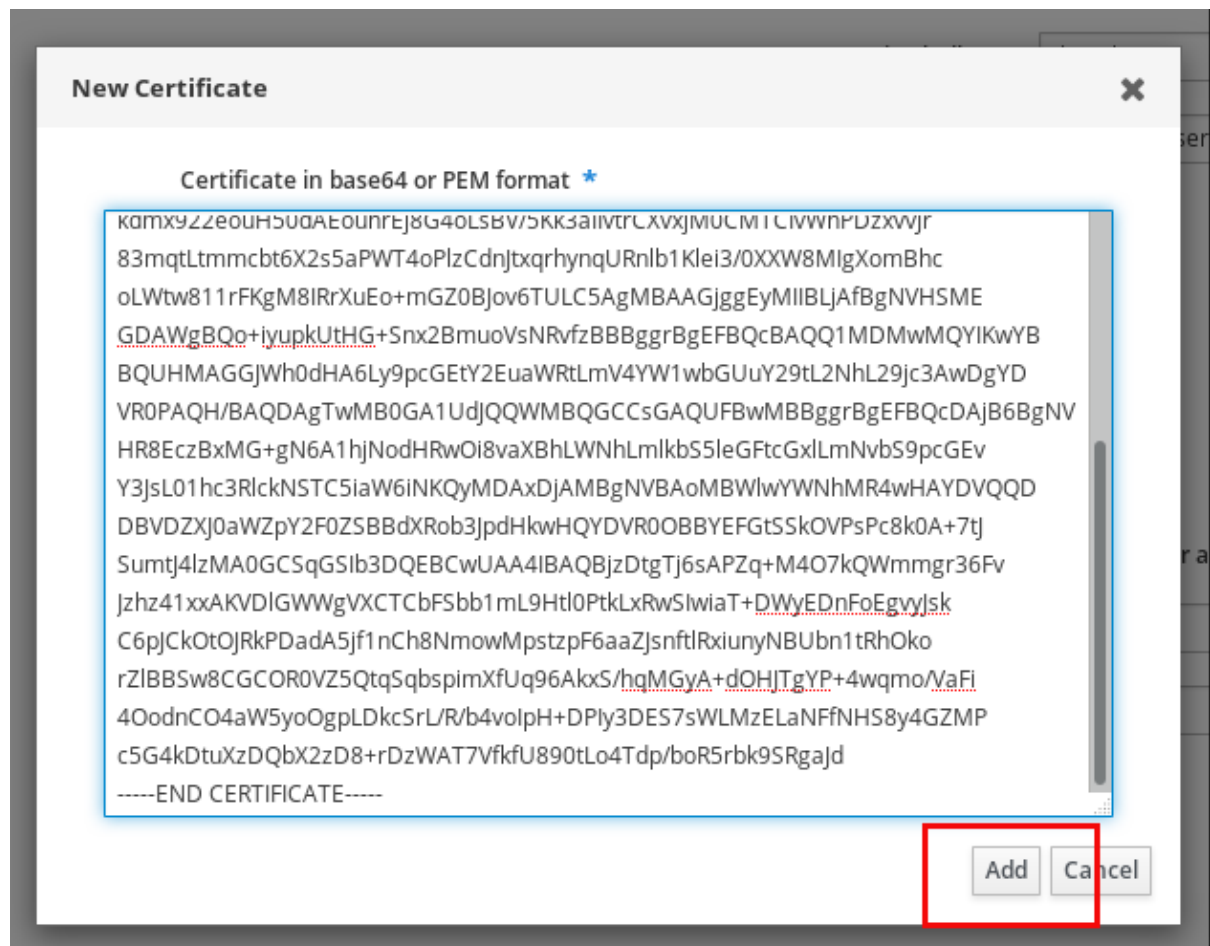 New Certificate
Certificate in base64 or PEM format *
83mqtLtmmcbt6X2s5aPWT4oPlzCdnJtxqrhynqURnlb1Klei3/0XXW8MIgXomBhc
oLWtw811rFKgM8IRrXuEo+mGZ0BJov6TULC5AgMBAAGjggEyMIIBLjAfBgNVHSME
GDAWgBQo+iyupkUtHG+Snx2BmuoVsNRvfzBBBggrBgEFBQcBAQQ1MDMwMQYIKwYB
BQUHMAGGJWh0dHA6Ly9pcGEtY2EuaWRtLmV4YW1wbGUuY29tL2NhL29jc3AwDgYD
VR0PAQH/BAQDAgTwMB0GA1UdJQQWMBQGCCsGAQUFBwMBBggrBgEFBQcDAjB6BgNV
HR8EczBxMG+gN6A1hjNodHRwOi8vaXBhLWNhLmlkbS5leGFtcGxlLmNvbS9pcGEv
Y3JsL01hc3RlckNSTC5iaW6iNKQyMDAxDjAMBgNVBAoMBWlwYWNhMR4wHAYDVQQD
DBVDZXJ0aWZpY2F0ZSBBdXRob3JpdHkwHQYDVR0OBBYEFGtSSkOVPsPc8k0A+7tJ
SumtJ4lzMA0GCSqGSIb3DQEBCwUAA4IBAQBjzDtgTj6sAPZq+M4O7kQWmmgr36Fv
Jzhz41xxAKVDlGWWgVXCTCbFSbb1mL9Htl0PtkLxRwSIwiaT+DWyEDnFoEgvyJsk
C6pJCkOtOJRkPDadA5jf1nCh8NmowMpstzpF6aaZJsnftlRxiunyNBUbn1tRhOko
rZlBBSw8CGCOR0VZ5QtqSqbspimXfUq96AkxS/hqMGyA+dOHJTgYP+4wqmo/VaFi
4OodnCO4aW5yoOgpLDkcSrL/R/b4voIpH+DPIy3DES7sWLMzELaNFfNHS8y4GZMP
c5G4kDtuXzDQbX2zD8+rDzWAT7VfkfU890tLo4Tdp/boR5rbk9SRgaJd
-----END CERTIFICATE-----
Add Cancel